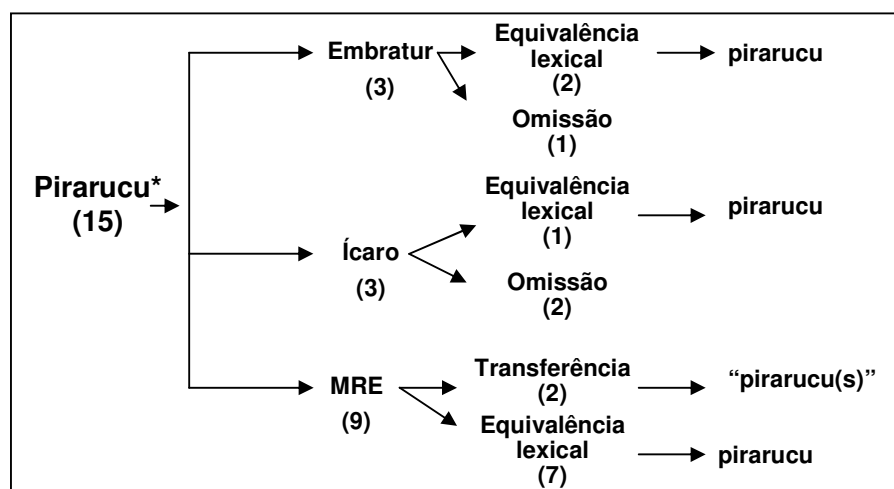 Pirarucu*
(15)
Embratur
(3)
Equivalência
lexical
(2)
pirarucu
Omissão
(1)
Ícaro
(3)
Equivalência
lexical
(1)
pirarucu
Omissão
(2)
MRE
(9)
Transferência
(2)
“pirarucu(s)”
Equivalência
lexical
(7)
pirarucu